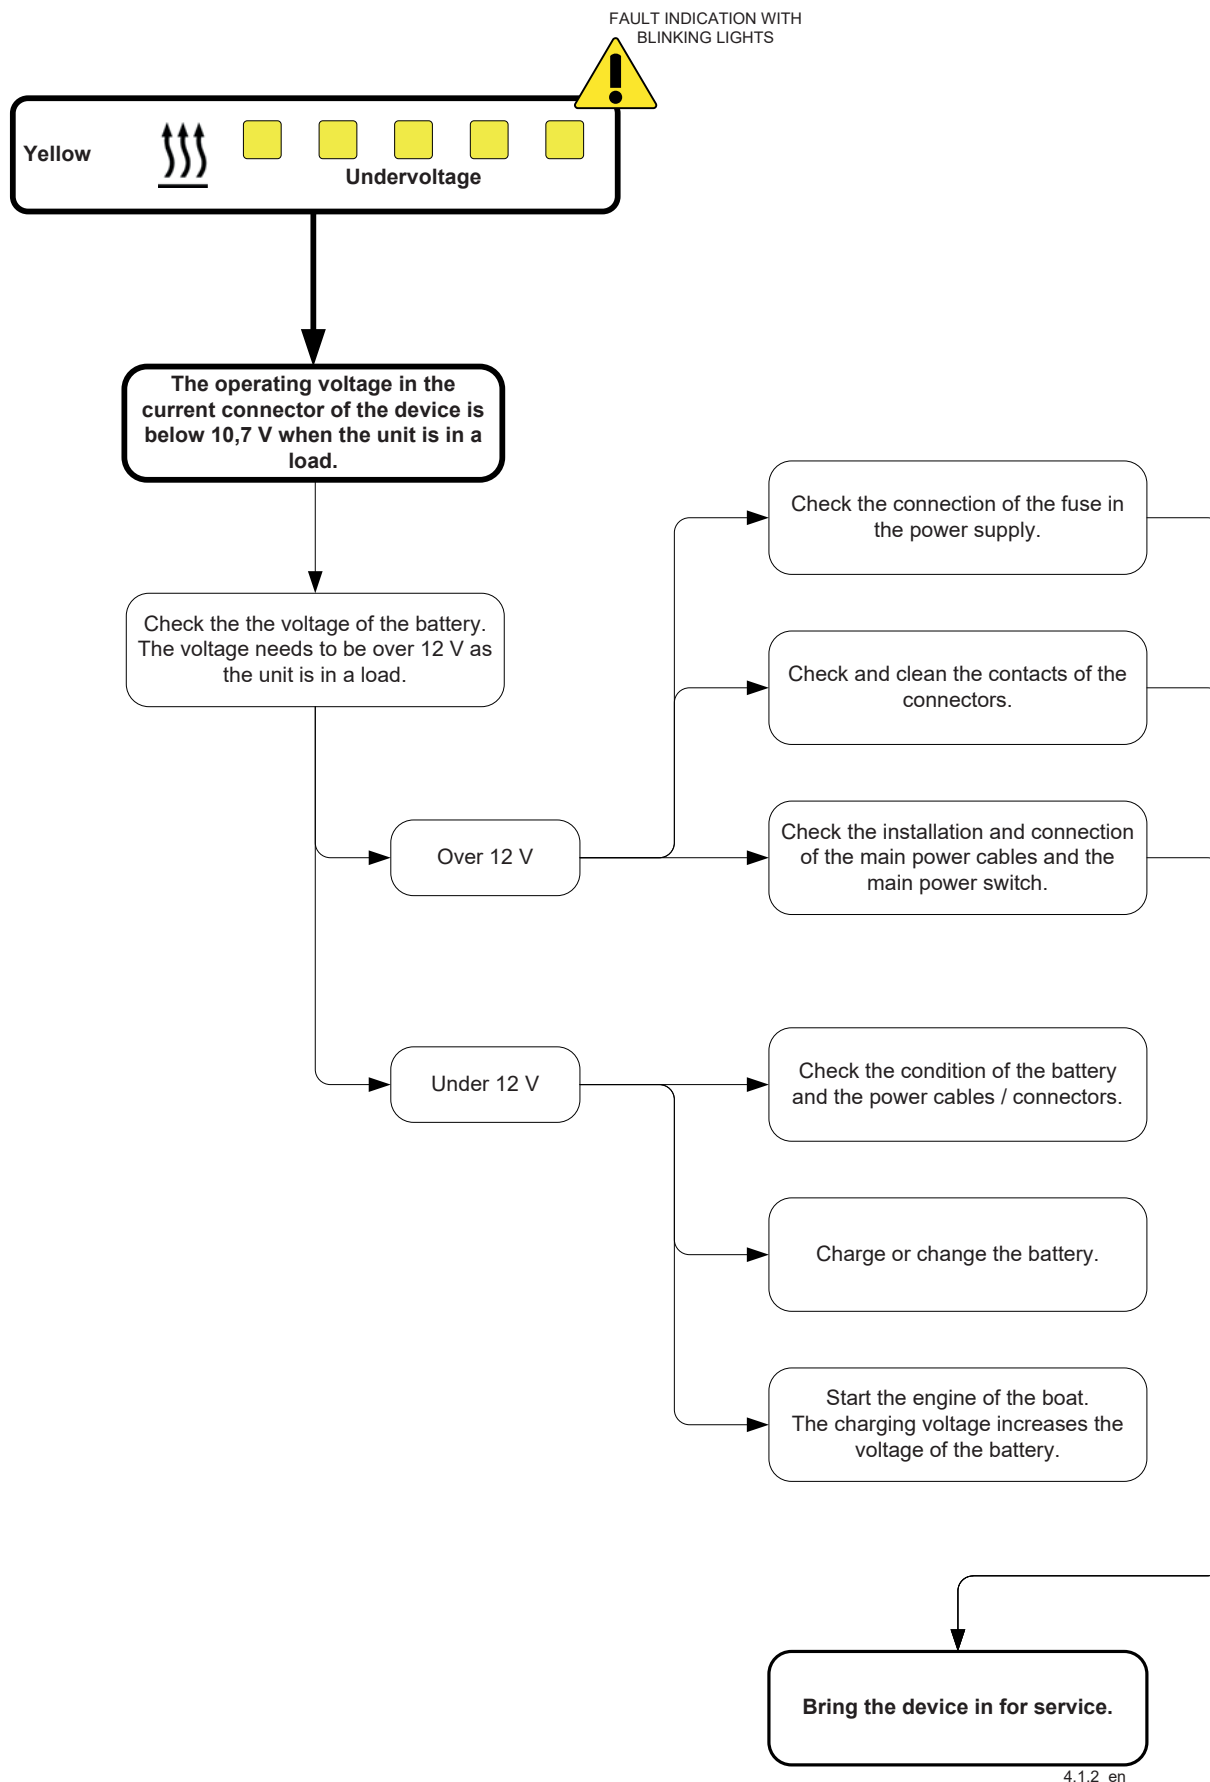 FAULT INDICATION WITH
BLINKING LIGHTS
Yellow
Undervoltage
The operating voltage in the
current connector of the device is
below 10,7 V when the unit is in a
load.
Check the connection of the fuse in
the power supply.
Check the the voltage of the battery.
The voltage needs to be over 12 V as
the unit is in a load.
Check and clean the contacts of the
connectors.
Over 12 V
Check the installation and connection
of the main power cables and the
main power switch.
Under 12 V
Check the condition of the battery
and the power cables / connectors.
Charge or change the battery.
Start the engine of the boat.
The charging voltage increases the
voltage of the battery.
Bring the device in for service.
4.1.2_en